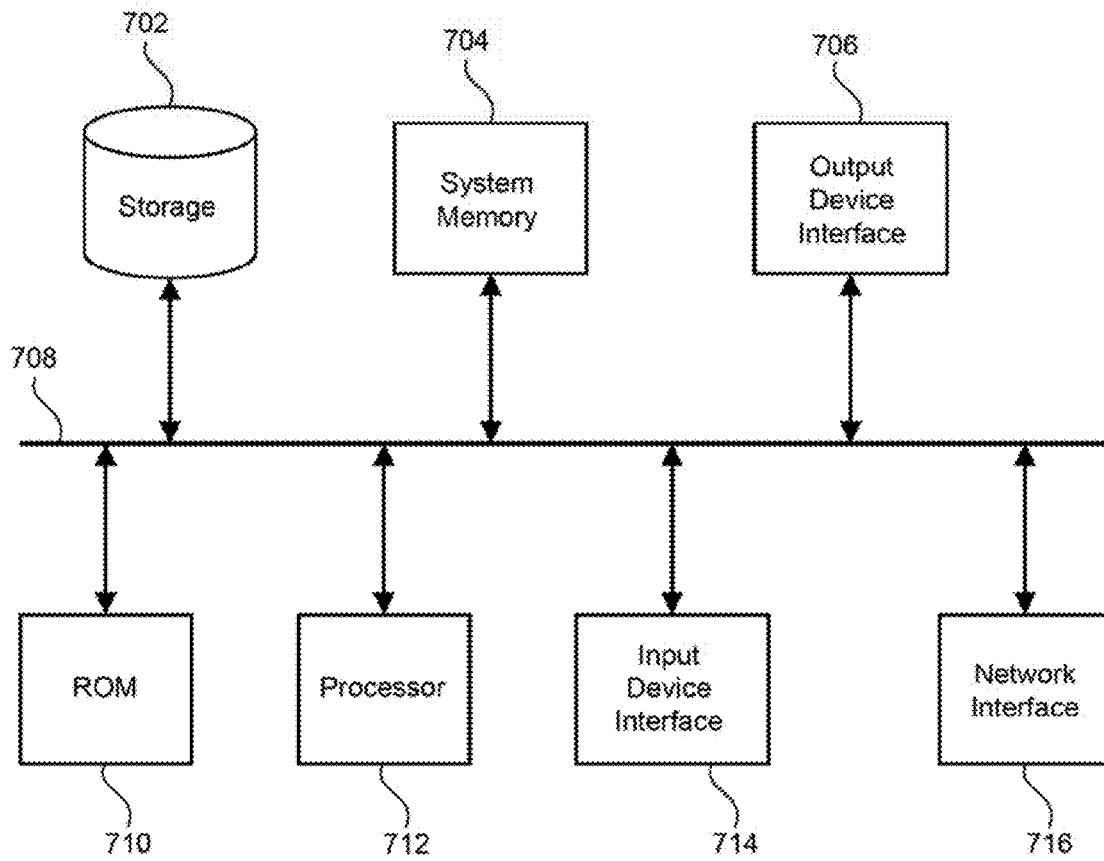 702
704
706
Storage
System
Memory
Output
Device
Interface
708
ROM
Processor
Input
Device
Interface
Network
Interface
710
712
714
716